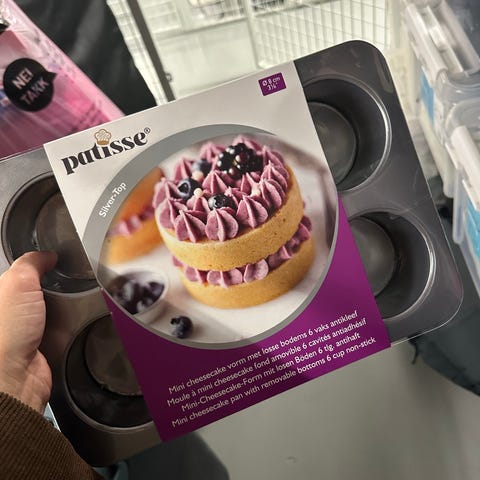 NEI
TAKK
Ø 8 cm
3⅛"
patisse®
Silver-Top
Mini cheesecake vorm met losse bodems 6 vaks antikleef
Moule à mini cheesecake fond amovible 6 cavités antiadhésif
Mini-Cheesecake-Form mit losen Böden 6 tlg. antihaft
Mini cheesecake pan with removable bottoms 6 cup non-stick